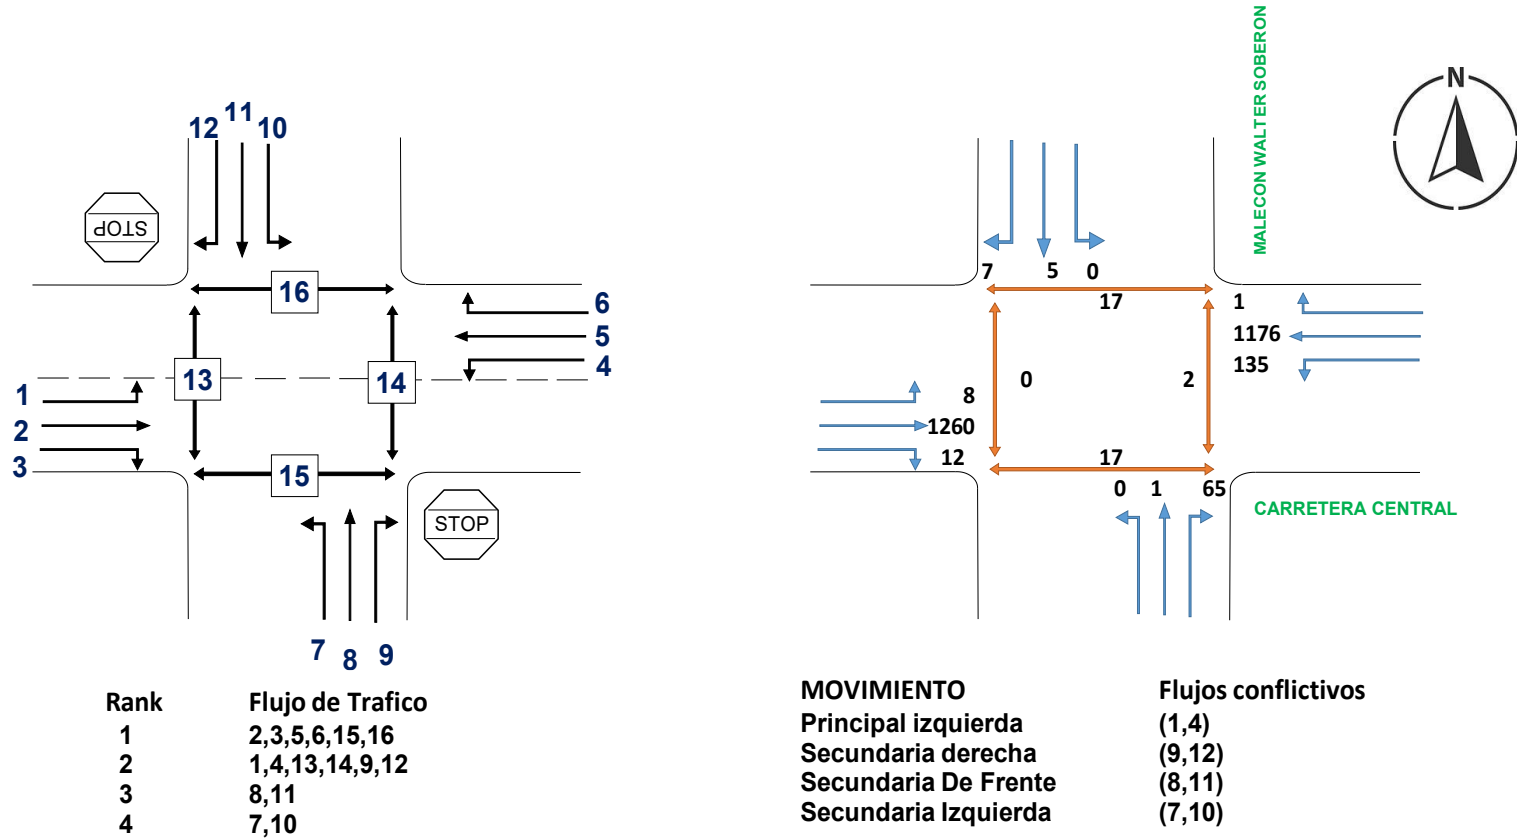 12 11 10
STOP
16
6
5
4
13
14
1
2
3
15
STOP
7 8 9
Rank Flujo de Trafico
1 2,3,5,6,15,16
2 1,4,13,14,9,12
3 8,11
4 7,10
MALECON WALTER SOBERON
N
7 5 0
17
1
1176
135
0
2
8
1260
12
17
0 1 65
CARRETERA CENTRAL
MOVIMIENTO Flujos conflictivos
Principal izquierda (1,4)
Secundaria derecha (9,12)
Secundaria De Frente (8,11)
Secundaria Izquierda (7,10)